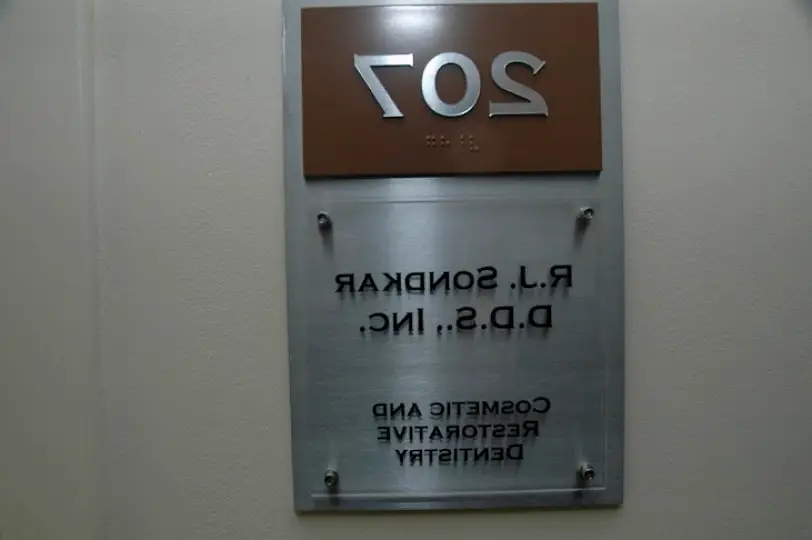 207
R.J. SONDKAR
D.D.S., INC.
COSMETIC AND
RESTORATIVE
DENTISTRY